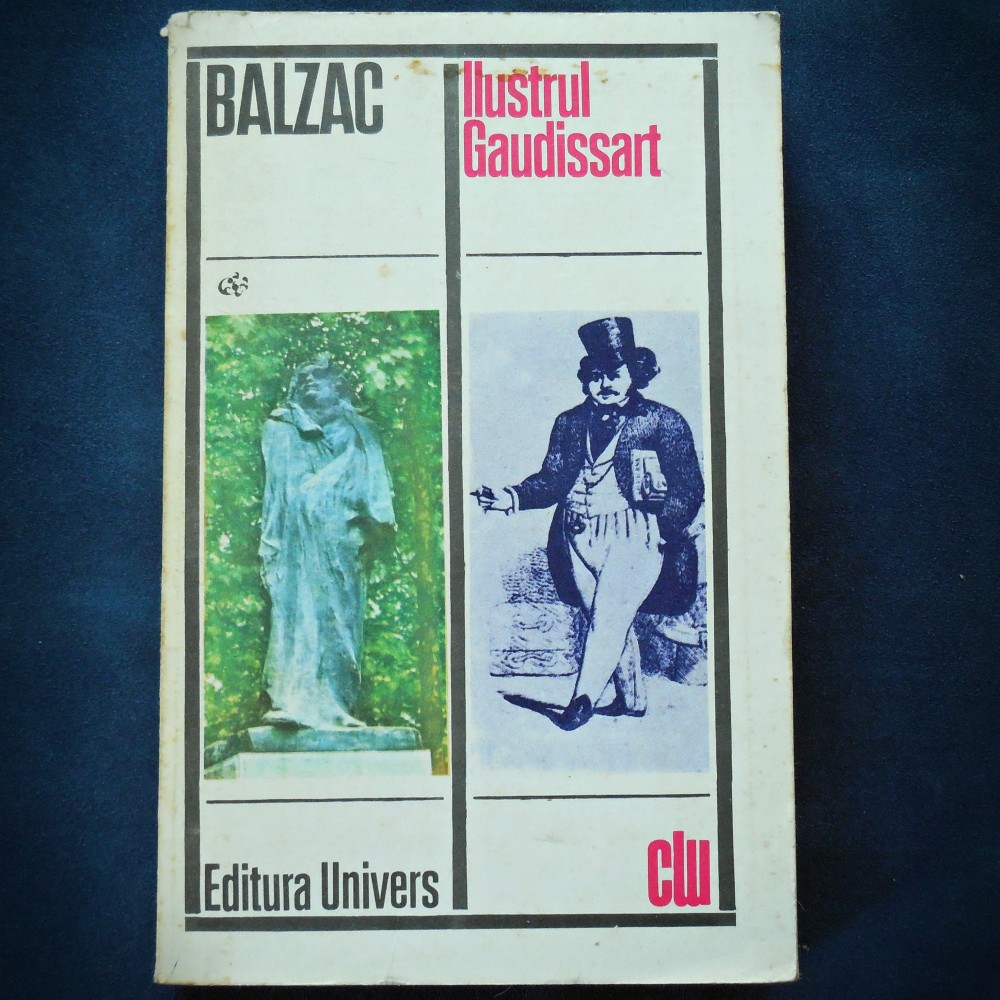 BALZAC
Ilustrul
Gaudissart
Editura Univers
clu